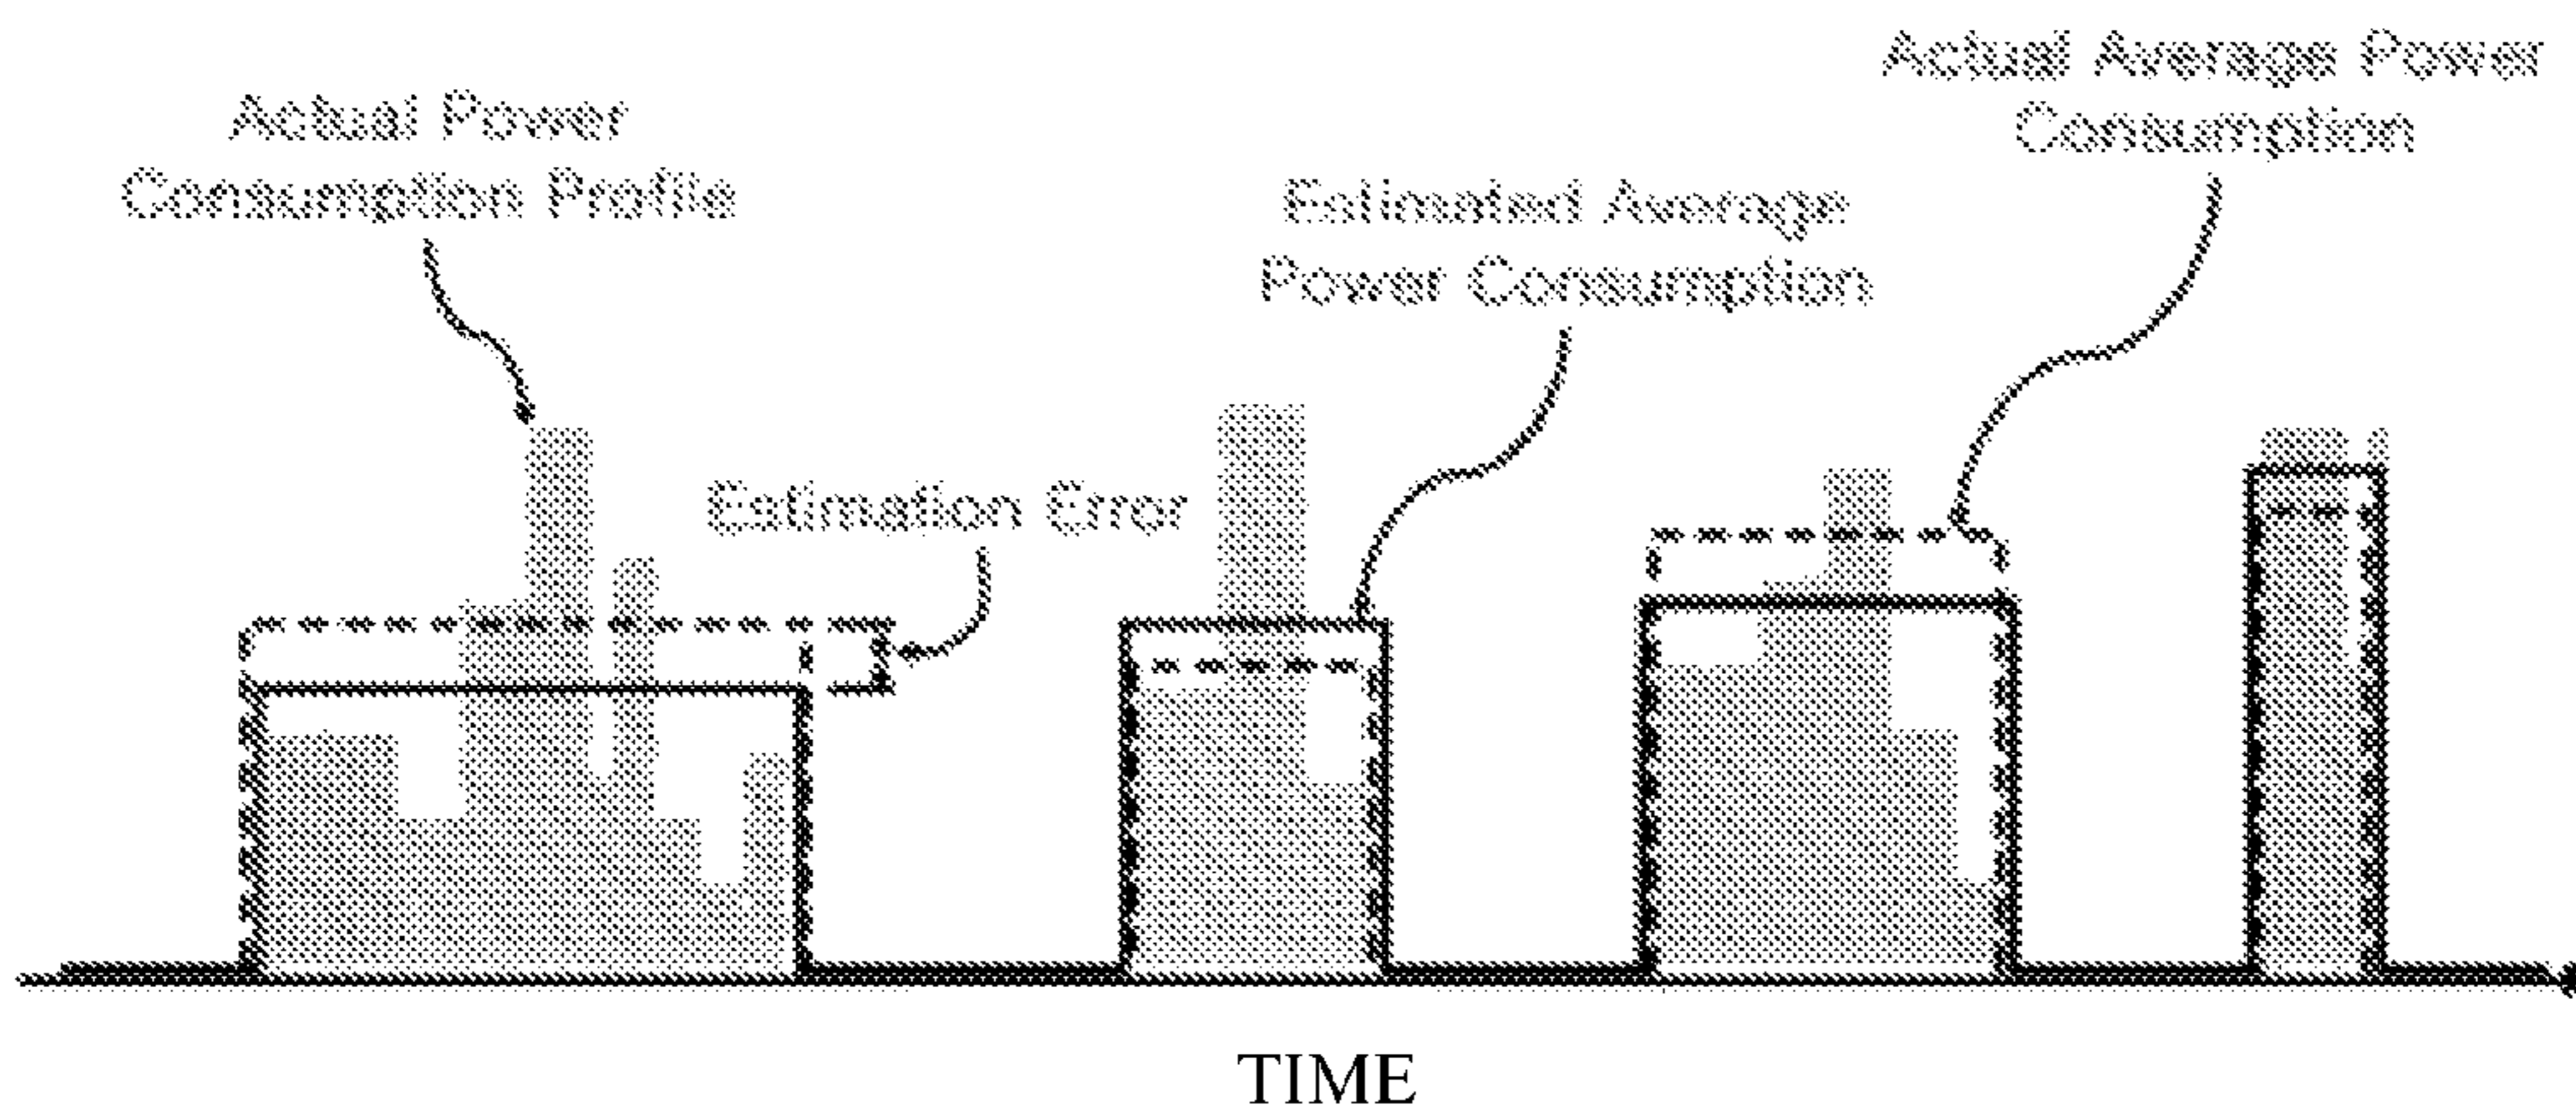 Actual Power
Consumption Profile
Estimation Error
Estimated Average
Power Consumption
Actual Average Power
Consumption
TIME